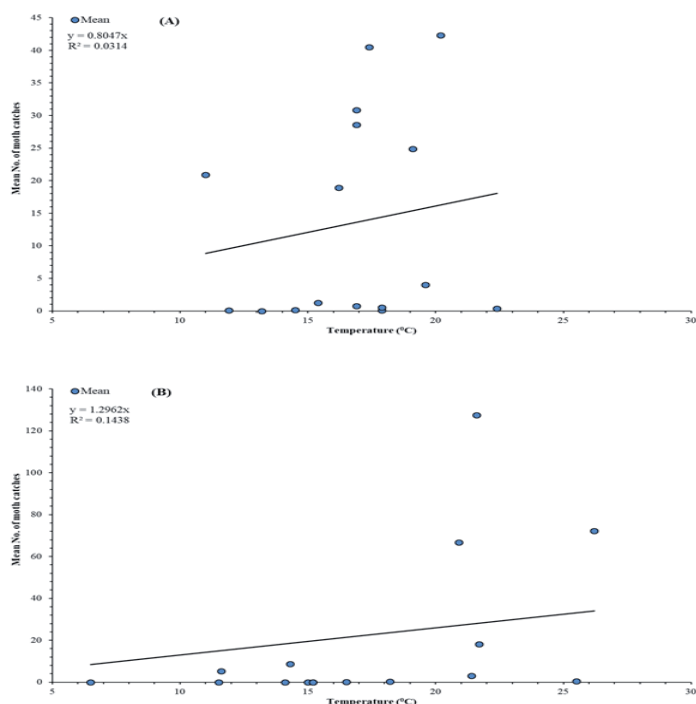 Mean (A)
y = 0.8047x
R² = 0.0314
45
40
35
30
25
20
15
10
5
0
Mean No. of moth catches
5 10 15 20 25 30
Temperature (°C)
Mean (B)
y = 1.2962x
R² = 0.1438
140
120
100
80
60
40
20
0
Mean No. of moth catches
5 10 15 20 25 30
Temperature (°C)